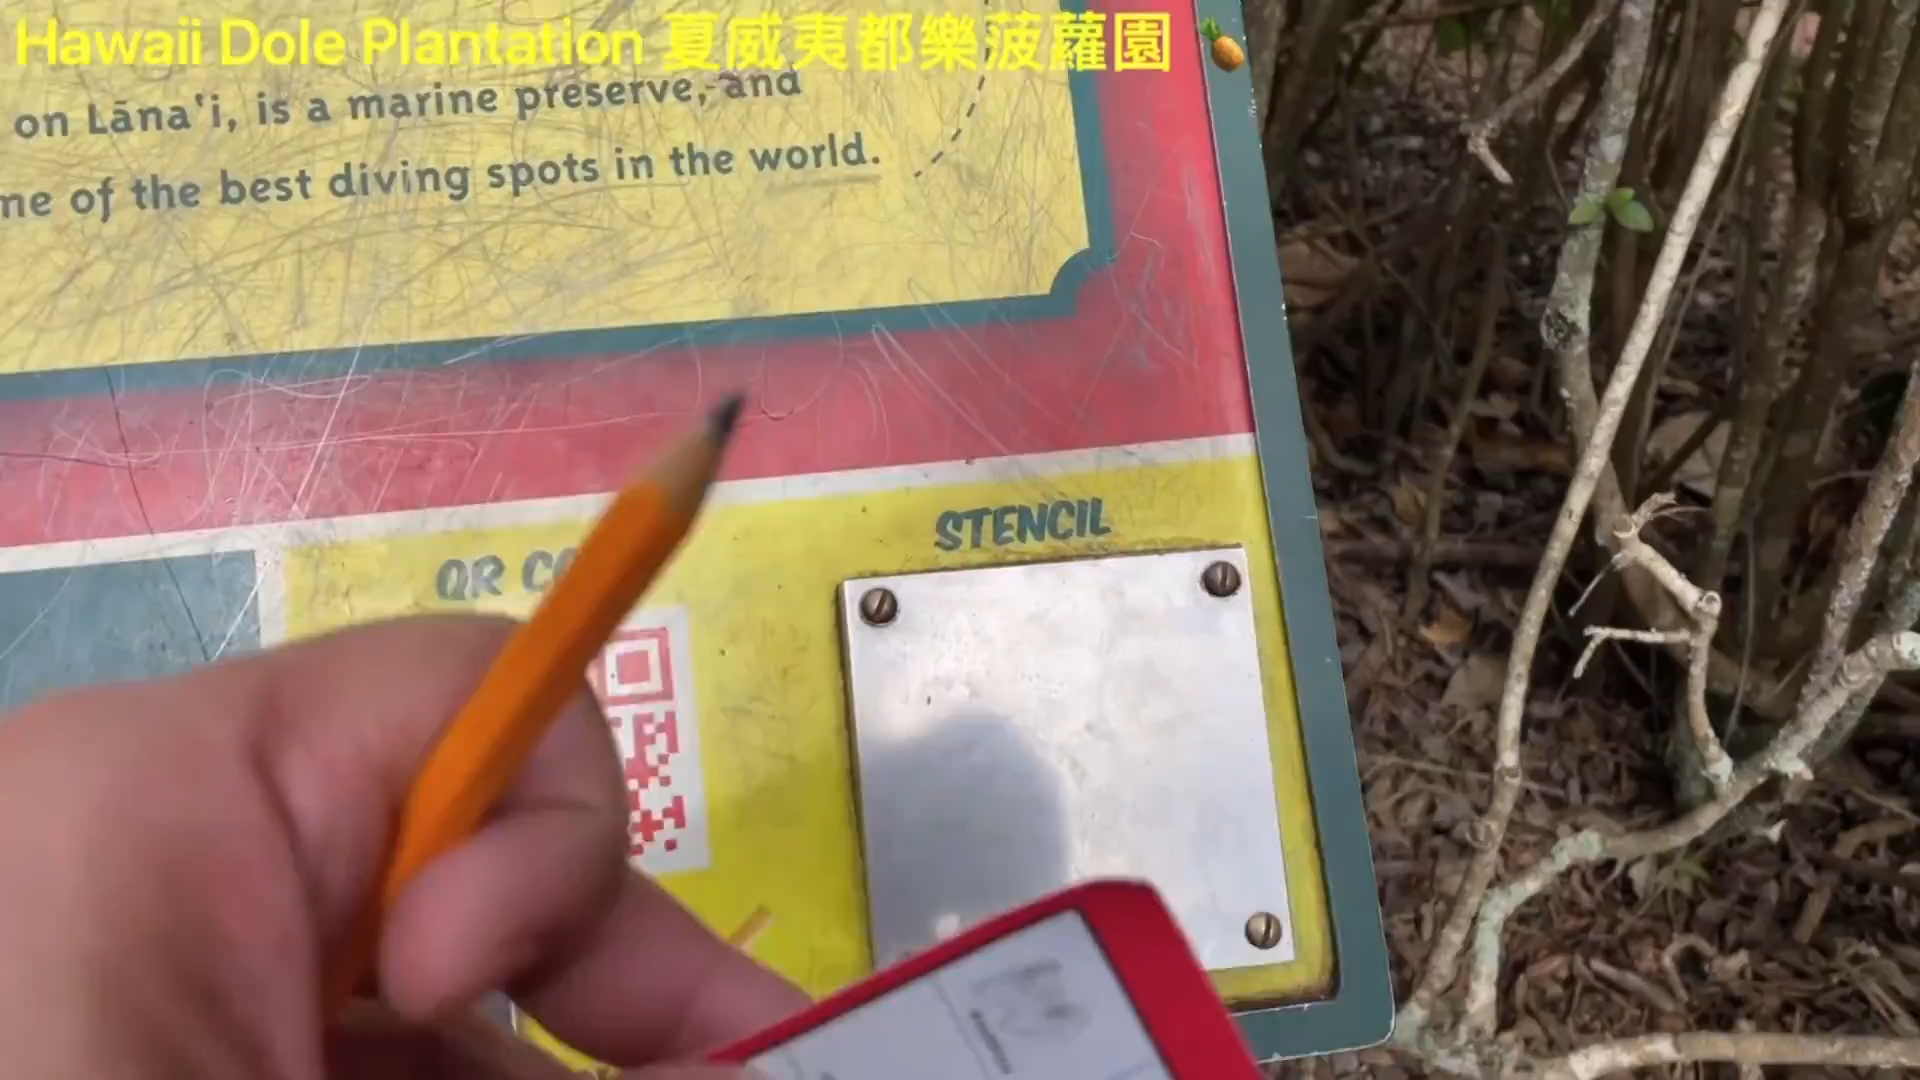 Hawaii Dole Plantation 夏威夷都樂菠蘿園🍍
on Lāna‘i, is a marine preserve, and
of the best diving spots in the world.
STENCIL
QR